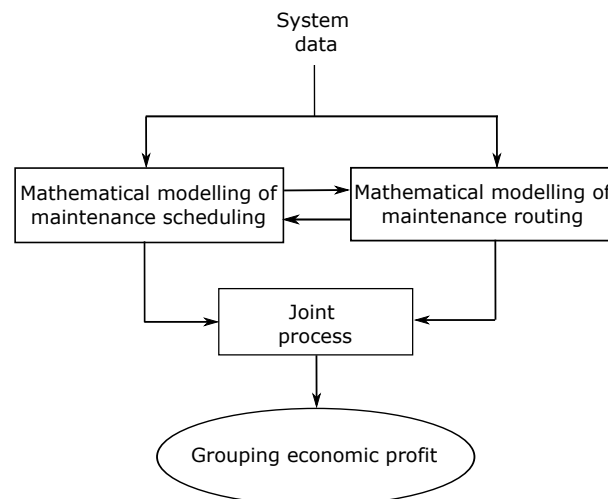 System
data
Mathematical modelling of
maintenance scheduling
Mathematical modelling of
maintenance routing
Joint
process
Grouping economic profit